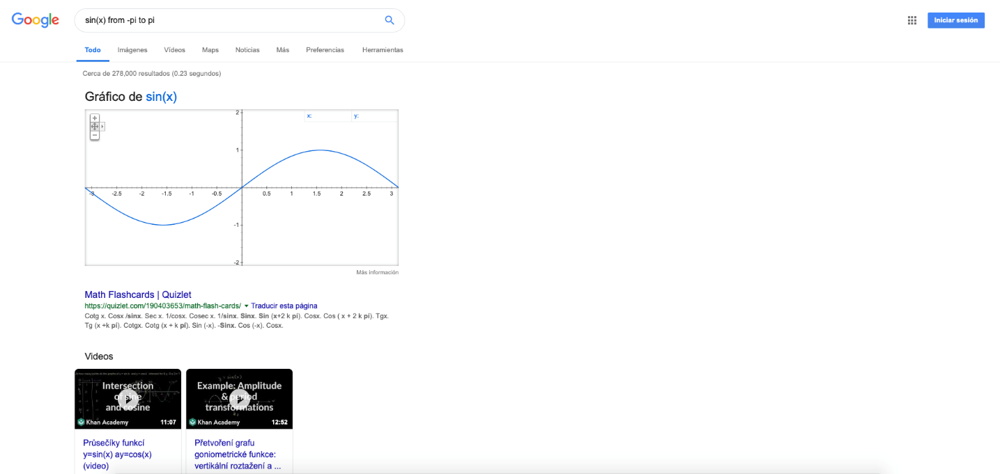 Google
sin(x) from -pi to pi
Iniciar sesión
Todo Imágenes Vídeos Maps Noticias Más Preferencias Herramientas
Cerca de 278,000 resultados (0.23 segundos)
Gráfico de sin(x)
x: y:
2
1
-3 -2.5 -2 -1.5 -1 -0.5 0.5 1 1.5 2 2.5 3
-1
-2
Más información
Math Flashcards | Quizlet
https://quizlet.com/190403653/math-flash-cards/ Traducir esta página
Cotg x. Cosx /sinx. Sec x. 1/cosx. Cosec x. 1/sinx. Sinx. Sin (x+2 k pi). Cosx. Cos ( x + 2 k pí). Tgx.
Tg (x +k pí). Cotgx. Cotg (x + k pí). Sin (-x). -Sinx. Cos (-x). Cosx.
Videos
Intersection
of sine
and cosine
Khan Academy 11:07
Průsečíky funkcí
y=sin(x) ay=cos(x)
(video)
Example: Amplitude
& period
transformations
Khan Academy 12:52
Přetvoření grafu
goniometrické funkce:
vertikální roztažení a ...